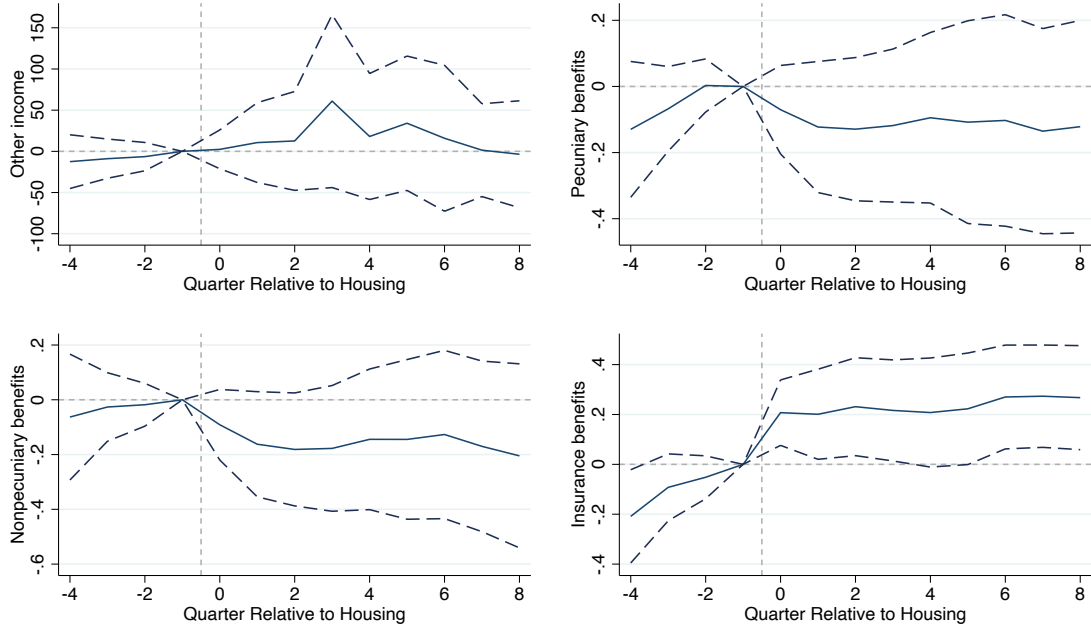 Other income
150
100
50
0
-50
-100
-4 -2 0 2 4 6 8
Quarter Relative to Housing
Pecuniary benefits
.2
0
-.2
-.4
-4 -2 0 2 4 6 8
Quarter Relative to Housing
Nonpecuniary benefits
.2
0
-.2
-.4
-.6
-4 -2 0 2 4 6 8
Quarter Relative to Housing
Insurance benefits
.4
.2
0
-.2
-.4
-4 -2 0 2 4 6 8
Quarter Relative to Housing